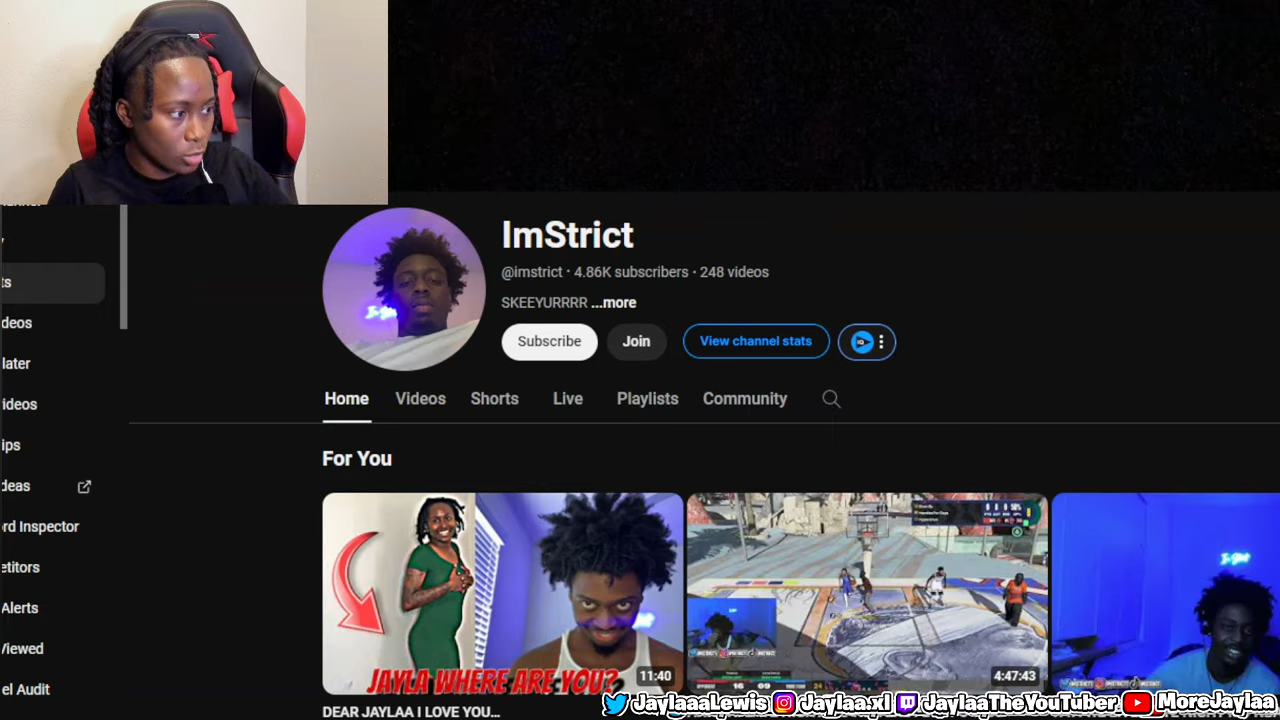 ImStrict
@imstrict · 4.86K subscribers · 248 videos
SKEEYURRRR ...more
Subscribe
Join
View channel stats
ts
deos
ater
ideos
ips
deas
rd Inspector
etitors
Alerts
Viewed
el Audit
Home
Videos
Shorts
Live
Playlists
Community
For You
JAYLA WHERE ARE YOU?
11:40
4:47:43
DEAR JAYLAA I LOVE YOU...
JaylaaaLewis
Jaylaa.xl
JaylaaTheYouTuber
MoreJaylaa